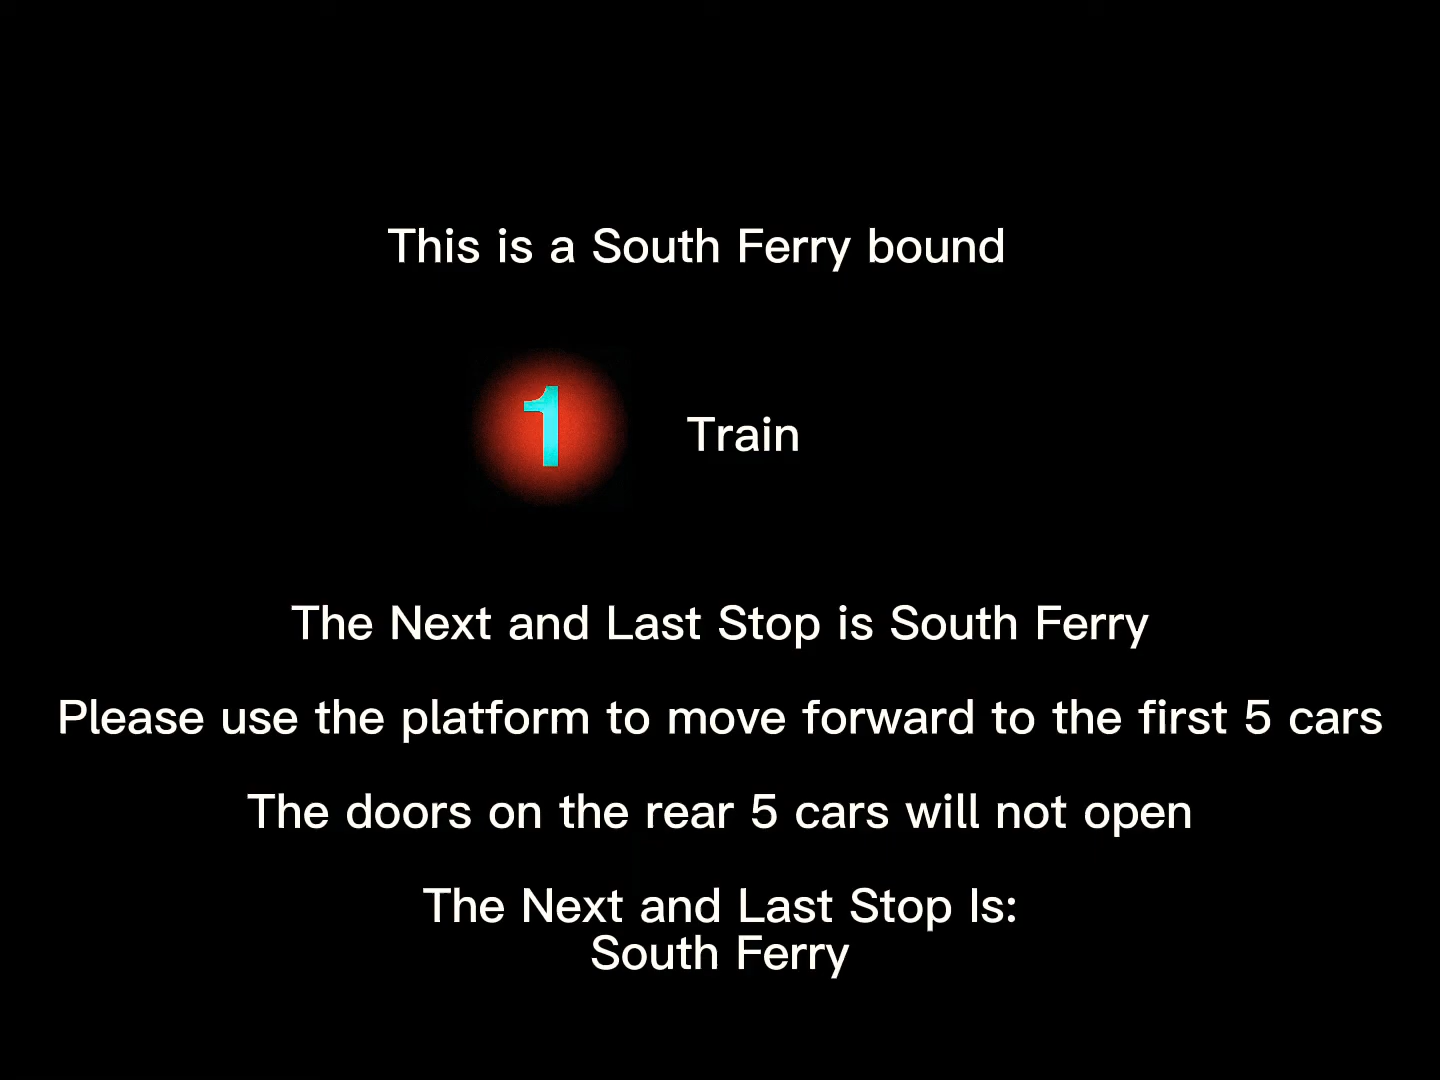 This is a South Ferry bound
1 Train
The Next and Last Stop is South Ferry
Please use the platform to move forward to the first 5 cars
The doors on the rear 5 cars will not open
The Next and Last Stop Is:
South Ferry